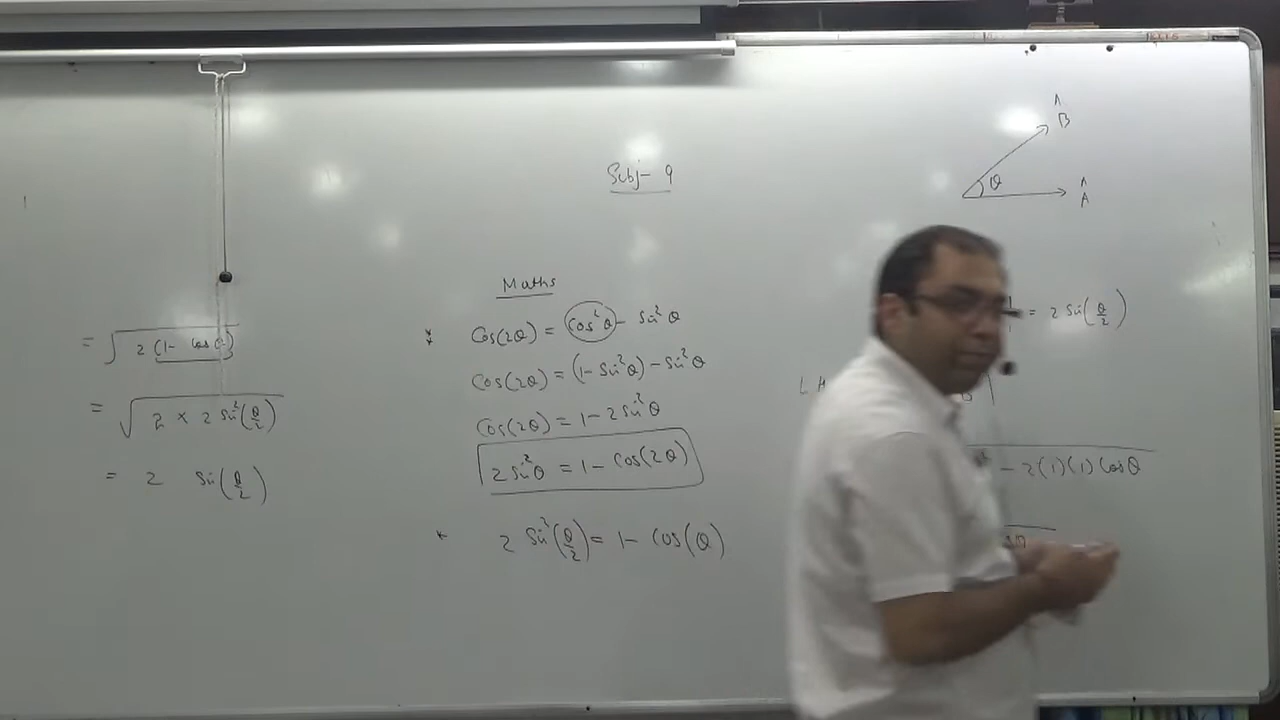 Subj- 9
Maths
Cos(2θ) = Cos²θ - Sin²θ
Cos(2θ) = (1 - Sin²θ) - Sin²θ
Cos(2θ) = 1 - 2 Sin²θ
2 Sin²θ = 1 - Cos(2θ)
* 2 Sin²(θ/2) = 1 - Cos(θ)
= √2 (1 - Cos θ)
= √2 × 2 Sin²(θ/2)
= 2 Sin(θ/2)
^
B
θ
^
A
= 2 Sin(θ/2)
L H
B |
- 2(1)(1) Cos θ